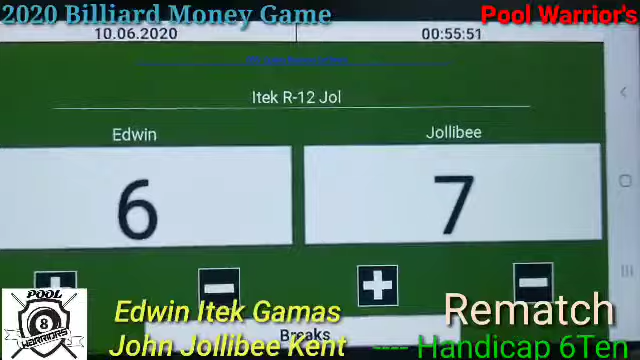 2020 Billiard Money Game
Pool Warrior's
10.06.2020
00:55:51
Itek R-12 Jol
Edwin
Jollibee
6
7
+
−
+
−
POOL
8
WARRIORS
Edwin Itek Gamas
Rematch
Breaks
John Jollibee Kent
---- Handicap 6Ten